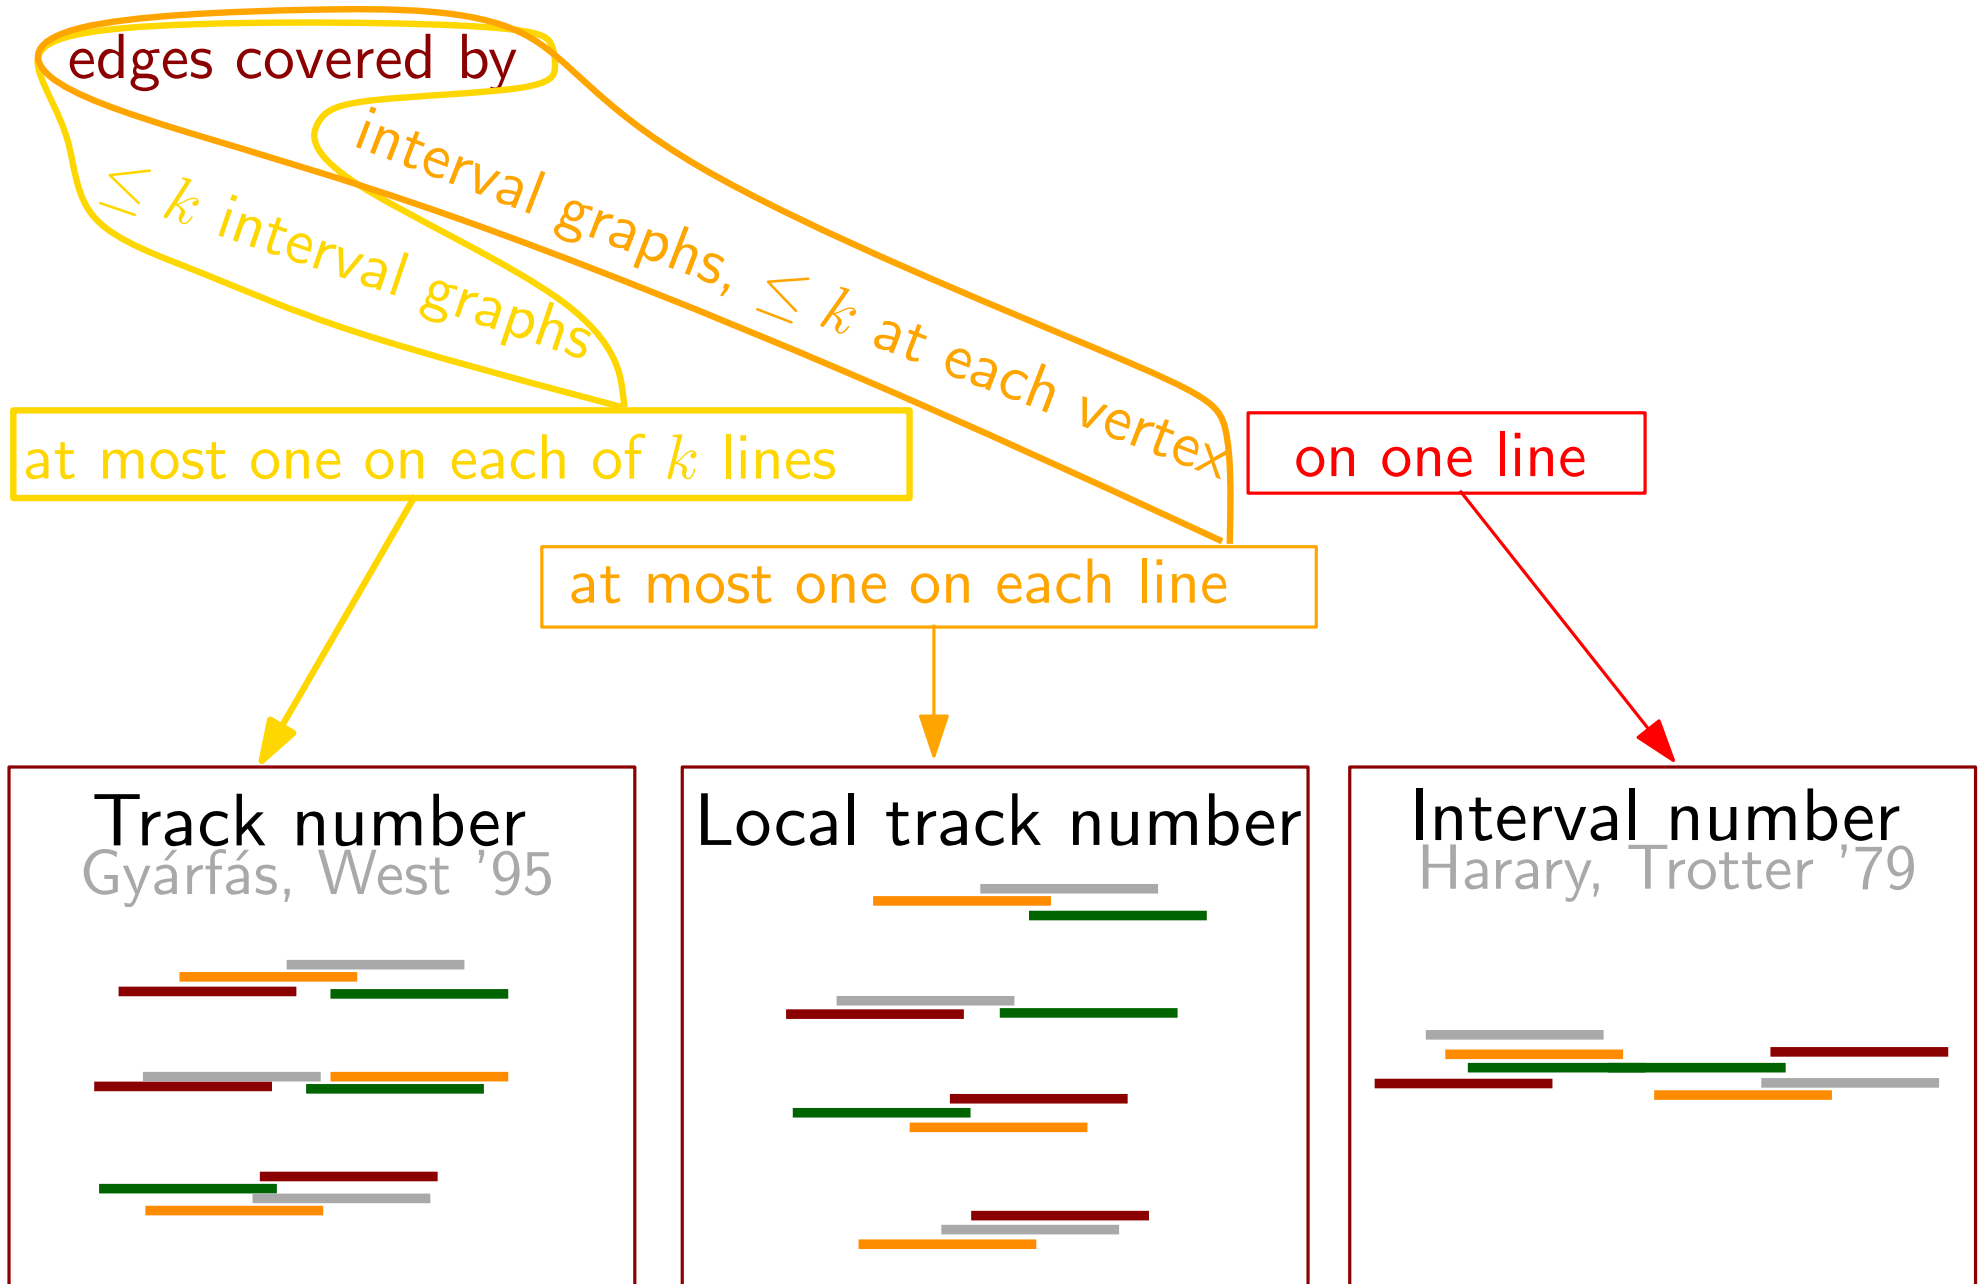 edges covered by
≤ k interval graphs
interval graphs, ≤ k at each vertex
at most one on each of k lines
on one line
at most one on each line
Track number
Gyárfás, West '95
Local track number
Interval number
Harary, Trotter '79